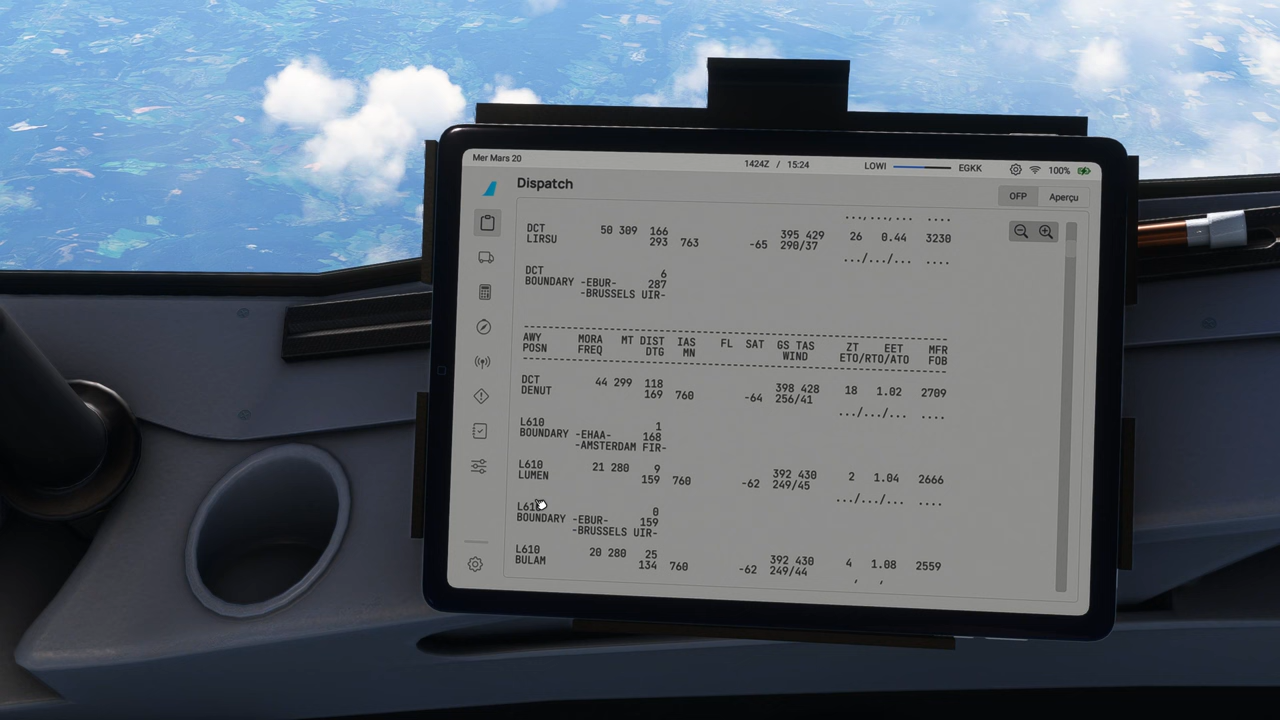 Mer Mars 20 1424Z / 15:24 LOWI EGKK 100%
Dispatch OFP Aperçu
...,...,... ....
DCT 50 309 166 395 429 26 0.44 3230
LIRSU 293 763 -65 290/37
.../.../... ....
DCT 6
BOUNDARY -EBUR- 287
-BRUSSELS UIR-
AWY MORA MT DIST IAS FL SAT GS TAS ZT EET MFR
POSN FREQ DTG MN WIND ETO/RTO/ATO FOB
DCT 44 299 118 398 428 18 1.02 2709
DENUT 169 760 -64 256/41
.../.../... ....
L610 1
BOUNDARY -EHAA- 168
-AMSTERDAM FIR-
L610 21 280 9 392 430 2 1.04 2666
LUMEN 159 760 -62 249/45
.../.../... ....
L610 0
BOUNDARY -EBUR- 159
-BRUSSELS UIR-
L610 20 280 25 392 430 4 1.08 2559
BULAM 134 760 -62 249/44